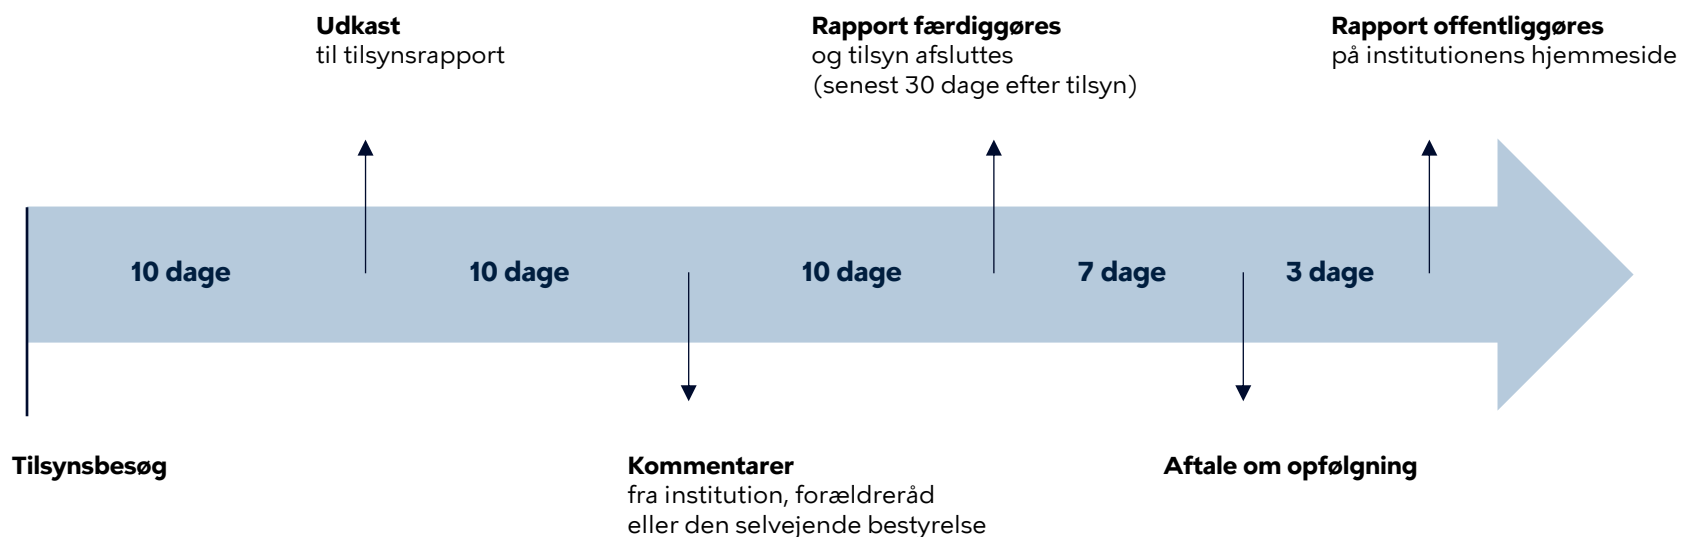 Udkast
til tilsynsrapport
Rapport færdiggøres
og tilsyn afsluttes
(senest 30 dage efter tilsyn)
Rapport offentliggøres
på institutionens hjemmeside
10 dage
10 dage
10 dage
7 dage
3 dage
Tilsynsbesøg
Kommentarer
fra institution, forældreråd
eller den selvejende bestyrelse
Aftale om opfølgning